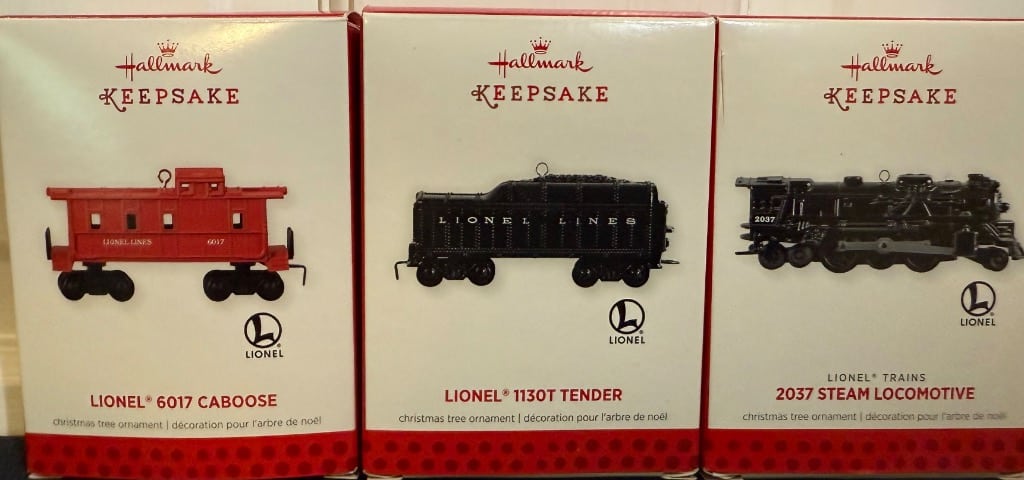 Hallmark
KEEPSAKE
LIONEL LINES 6017
L
LIONEL
LIONEL® 6017 CABOOSE
christmas tree ornament | décoration pour l'arbre de noël
Hallmark
KEEPSAKE
LIONEL LINES
L
LIONEL
LIONEL® 1130T TENDER
christmas tree ornament | décoration pour l'arbre de noël
Hallmark
KEEPSAKE
2037
L
LIONEL
LIONEL® TRAINS
2037 STEAM LOCOMOTIVE
christmas tree ornament | décoration pour l'arbre de noël